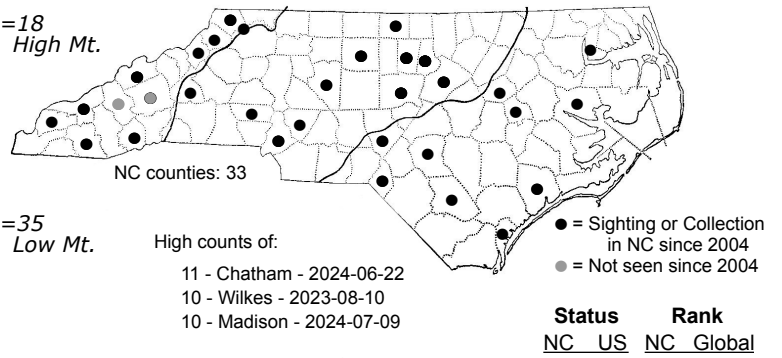 =18
High Mt.
NC counties: 33
=35
Low Mt.
High counts of:
11 - Chatham - 2024-06-22
10 - Wilkes - 2023-08-10
10 - Madison - 2024-07-09
= Sighting or Collection
in NC since 2004
= Not seen since 2004
Status Rank
NC US NC Global